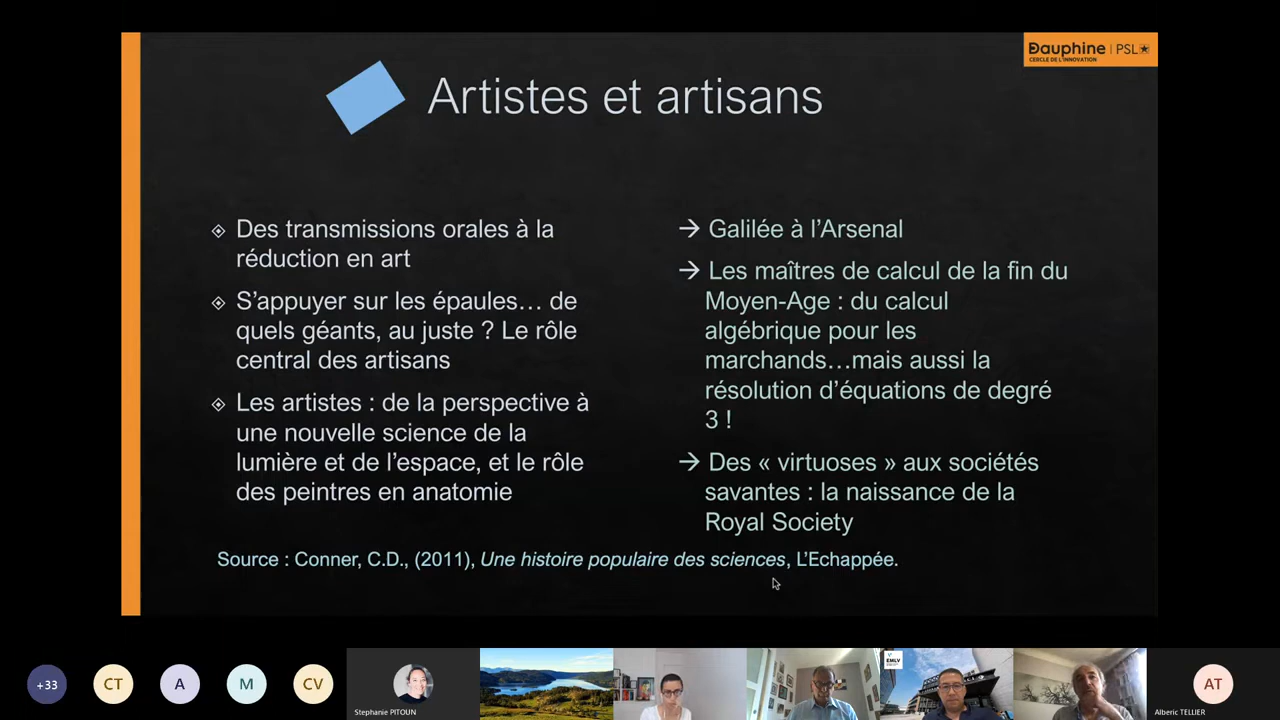 Dauphine | PSL
CERCLE DE L'INNOVATION
Artistes et artisans
Des transmissions orales à la
réduction en art
S'appuyer sur les épaules… de
quels géants, au juste ? Le rôle
central des artisans
Les artistes : de la perspective à
une nouvelle science de la
lumière et de l'espace, et le rôle
des peintres en anatomie
→ Galilée à l'Arsenal
→ Les maîtres de calcul de la fin du
Moyen-Age : du calcul
algébrique pour les
marchands…mais aussi la
résolution d'équations de degré
3 !
→ Des « virtuoses » aux sociétés
savantes : la naissance de la
Royal Society
Source : Conner, C.D., (2011), Une histoire populaire des sciences, L'Echappée.
+33
CT
A
M
CV
Stephanie PITOUN
EMLV
AT
Alberic TELLIER